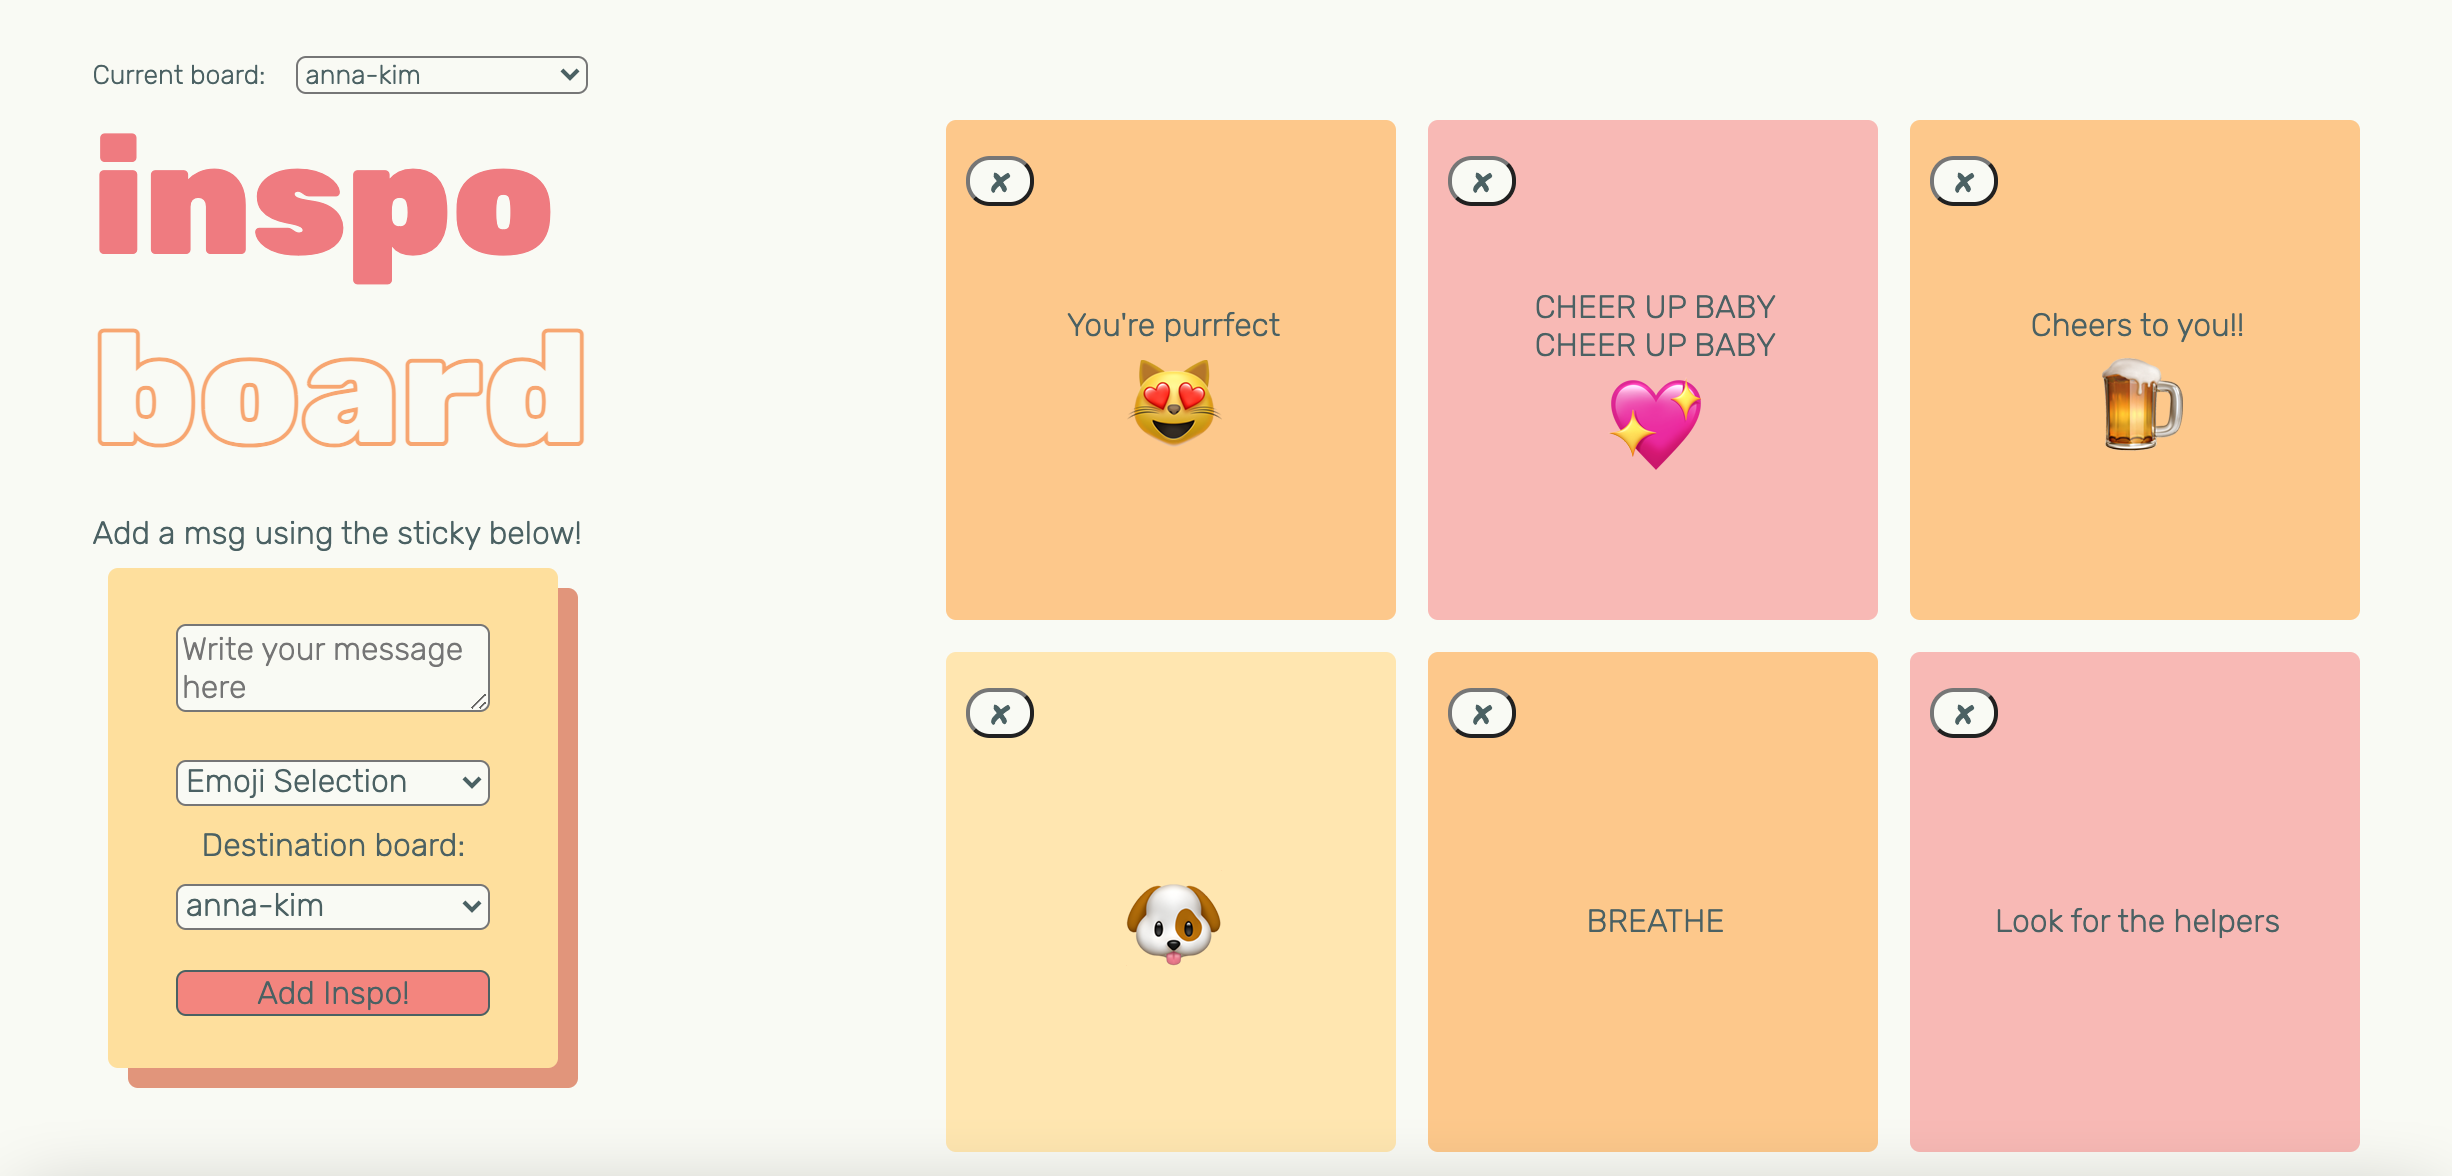 Current board: anna-kim
inspo
board
Add a msg using the sticky below!
Write your message
here
Emoji Selection
Destination board:
anna-kim
Add Inspo!
You're purrfect
CHEER UP BABY
CHEER UP BABY
Cheers to you!!
BREATHE
Look for the helpers